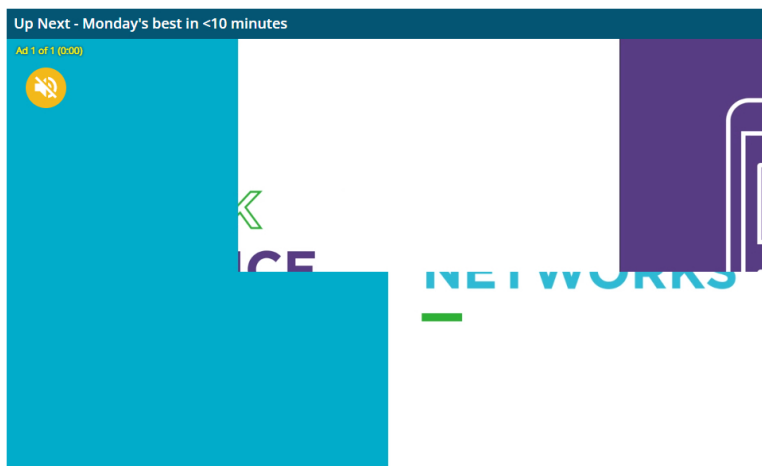 Up Next - Monday's best in <10 minutes
Ad 1 of 1 (0:00)
NETWORKS